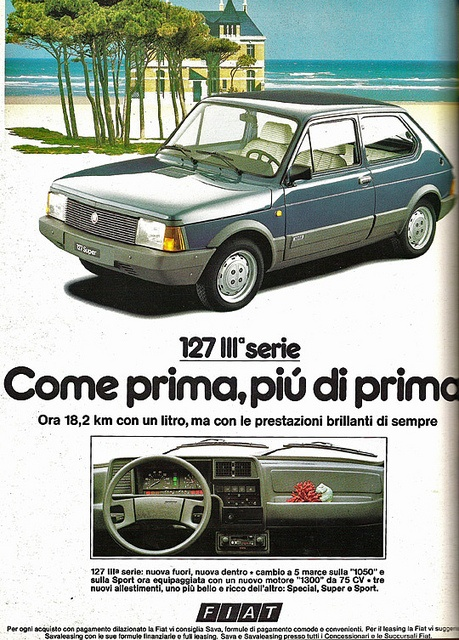 127 Super
127 IIIª serie
Come prima, più di prima
Ora 18,2 km con un litro, ma con le prestazioni brillanti di sempre
127 IIIª serie: nuova fuori, nuova dentro • cambio a 5 marce sulla "1050" e
sulla Sport ora equipaggiata con un nuovo motore "1300" da 75 CV • tre
nuovi allestimenti, uno più bello e ricco dell'altro: Special, Super e Sport.
FIAT
Per ogni acquisto con pagamento dilazionato la Fiat vi consiglia Sava, formule di pagamento comode e convenienti. Per il leasing la Fiat vi
Savaleasing con le sue formule finanziarie e full leasing. Sava e Savaleasing presso tutti i Concessionari o le Succursali Fiat.